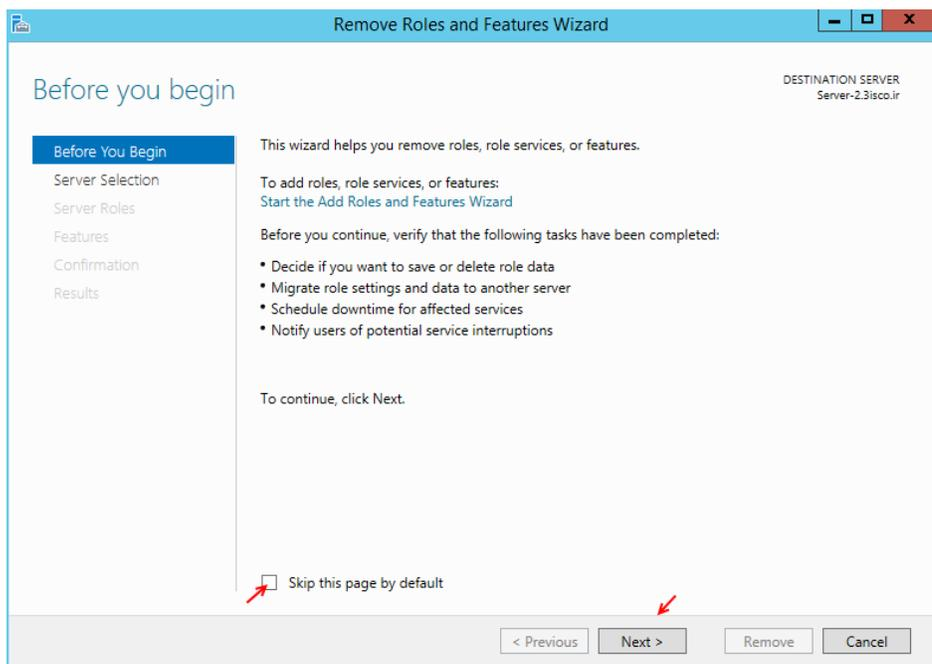 Remove Roles and Features Wizard
Before you begin
DESTINATION SERVER
Server-2.3isco.ir
Before You Begin
Server Selection
Server Roles
Features
Confirmation
Results
This wizard helps you remove roles, role services, or features.
To add roles, role services, or features:
Start the Add Roles and Features Wizard
Before you continue, verify that the following tasks have been completed:
• Decide if you want to save or delete role data
• Migrate role settings and data to another server
• Schedule downtime for affected services
• Notify users of potential service interruptions
To continue, click Next.
Skip this page by default
< Previous
Next >
Remove
Cancel